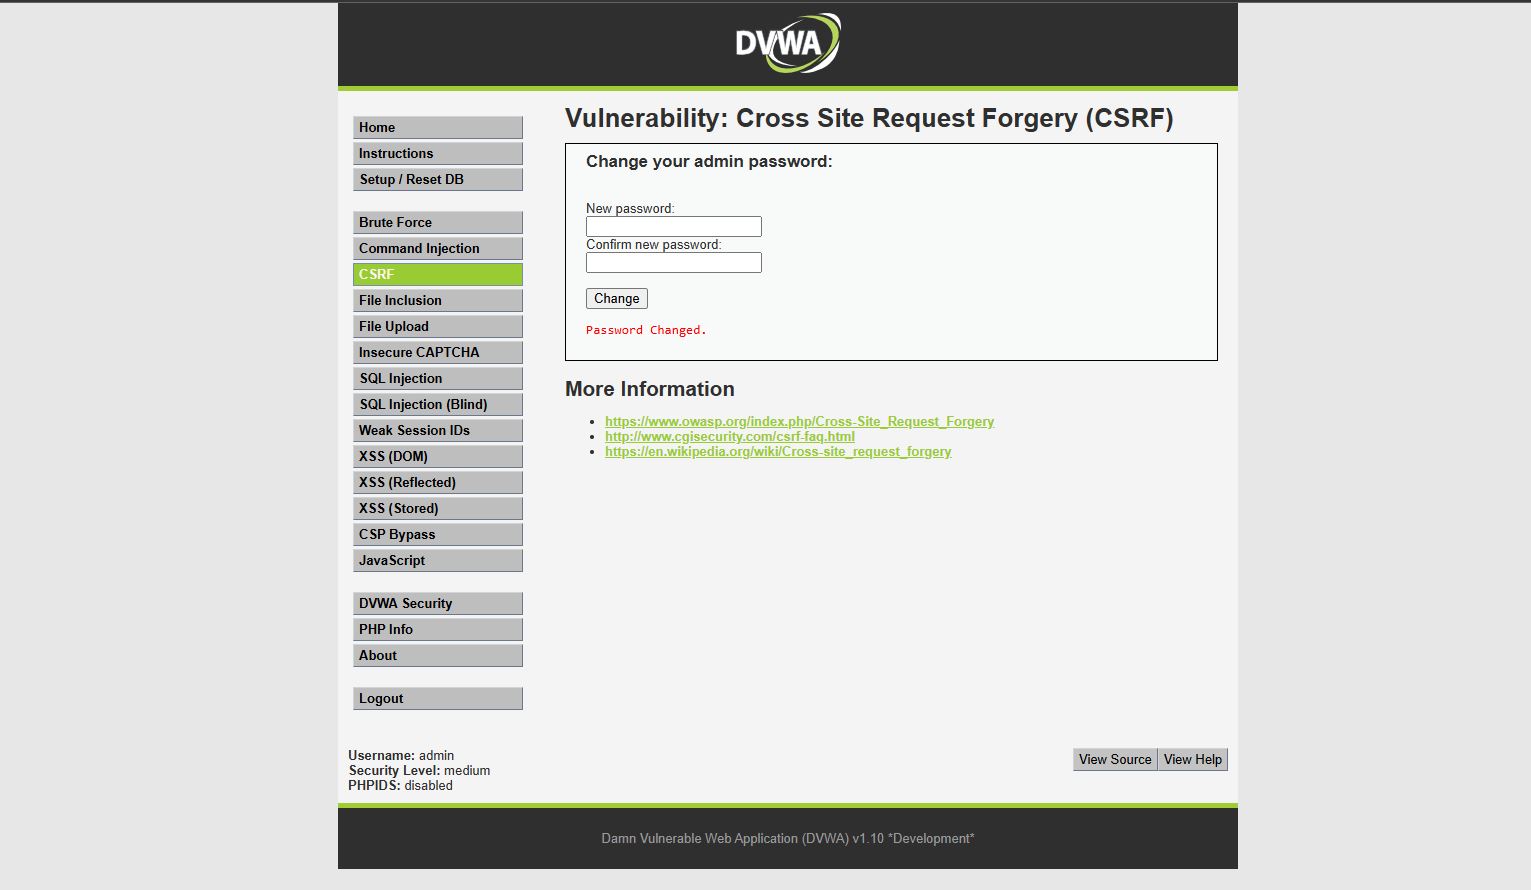 DVWA
Home
Instructions
Setup / Reset DB
Brute Force
Command Injection
CSRF
File Inclusion
File Upload
Insecure CAPTCHA
SQL Injection
SQL Injection (Blind)
Weak Session IDs
XSS (DOM)
XSS (Reflected)
XSS (Stored)
CSP Bypass
JavaScript
DVWA Security
PHP Info
About
Logout
Vulnerability: Cross Site Request Forgery (CSRF)
Change your admin password:
New password:
Confirm new password:
Change
Password Changed.
More Information
https://www.owasp.org/index.php/Cross-Site_Request_Forgery
http://www.cgisecurity.com/csrf-faq.html
https://en.wikipedia.org/wiki/Cross-site_request_forgery
Username: admin
Security Level: medium
PHPIDS: disabled
View Source View Help
Damn Vulnerable Web Application (DVWA) v1.10 *Development*